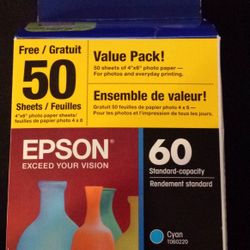 Free / Gratuit
50
Sheets / Feuilles
4"x6" photo paper sheets/
feuilles de papier photo 4 x 6
Value Pack!
50 sheets of 4"x6" photo paper —
For photos and everyday printing.
Ensemble de valeur!
Gratuit 50 feuilles de papier photo 4 x 6 —
Pour les photos et l'impression de tous les jours.
EPSON
EXCEED YOUR VISION
60
Standard-capacity
Rendement standard
Cyan
T060220